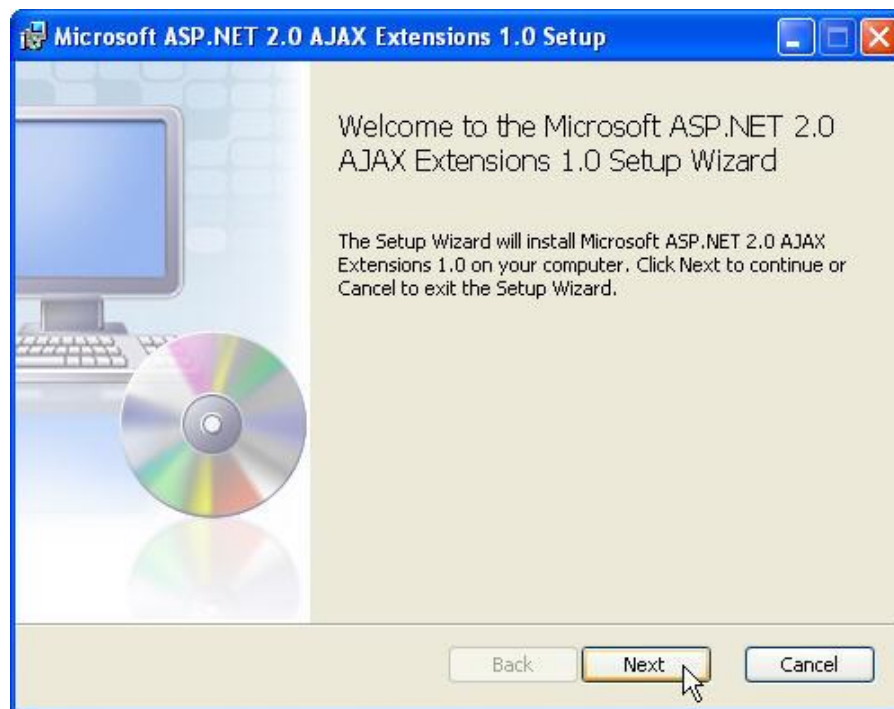 Microsoft ASP.NET 2.0 AJAX Extensions 1.0 Setup
Welcome to the Microsoft ASP.NET 2.0
AJAX Extensions 1.0 Setup Wizard
The Setup Wizard will install Microsoft ASP.NET 2.0 AJAX
Extensions 1.0 on your computer. Click Next to continue or
Cancel to exit the Setup Wizard.
Back Next Cancel